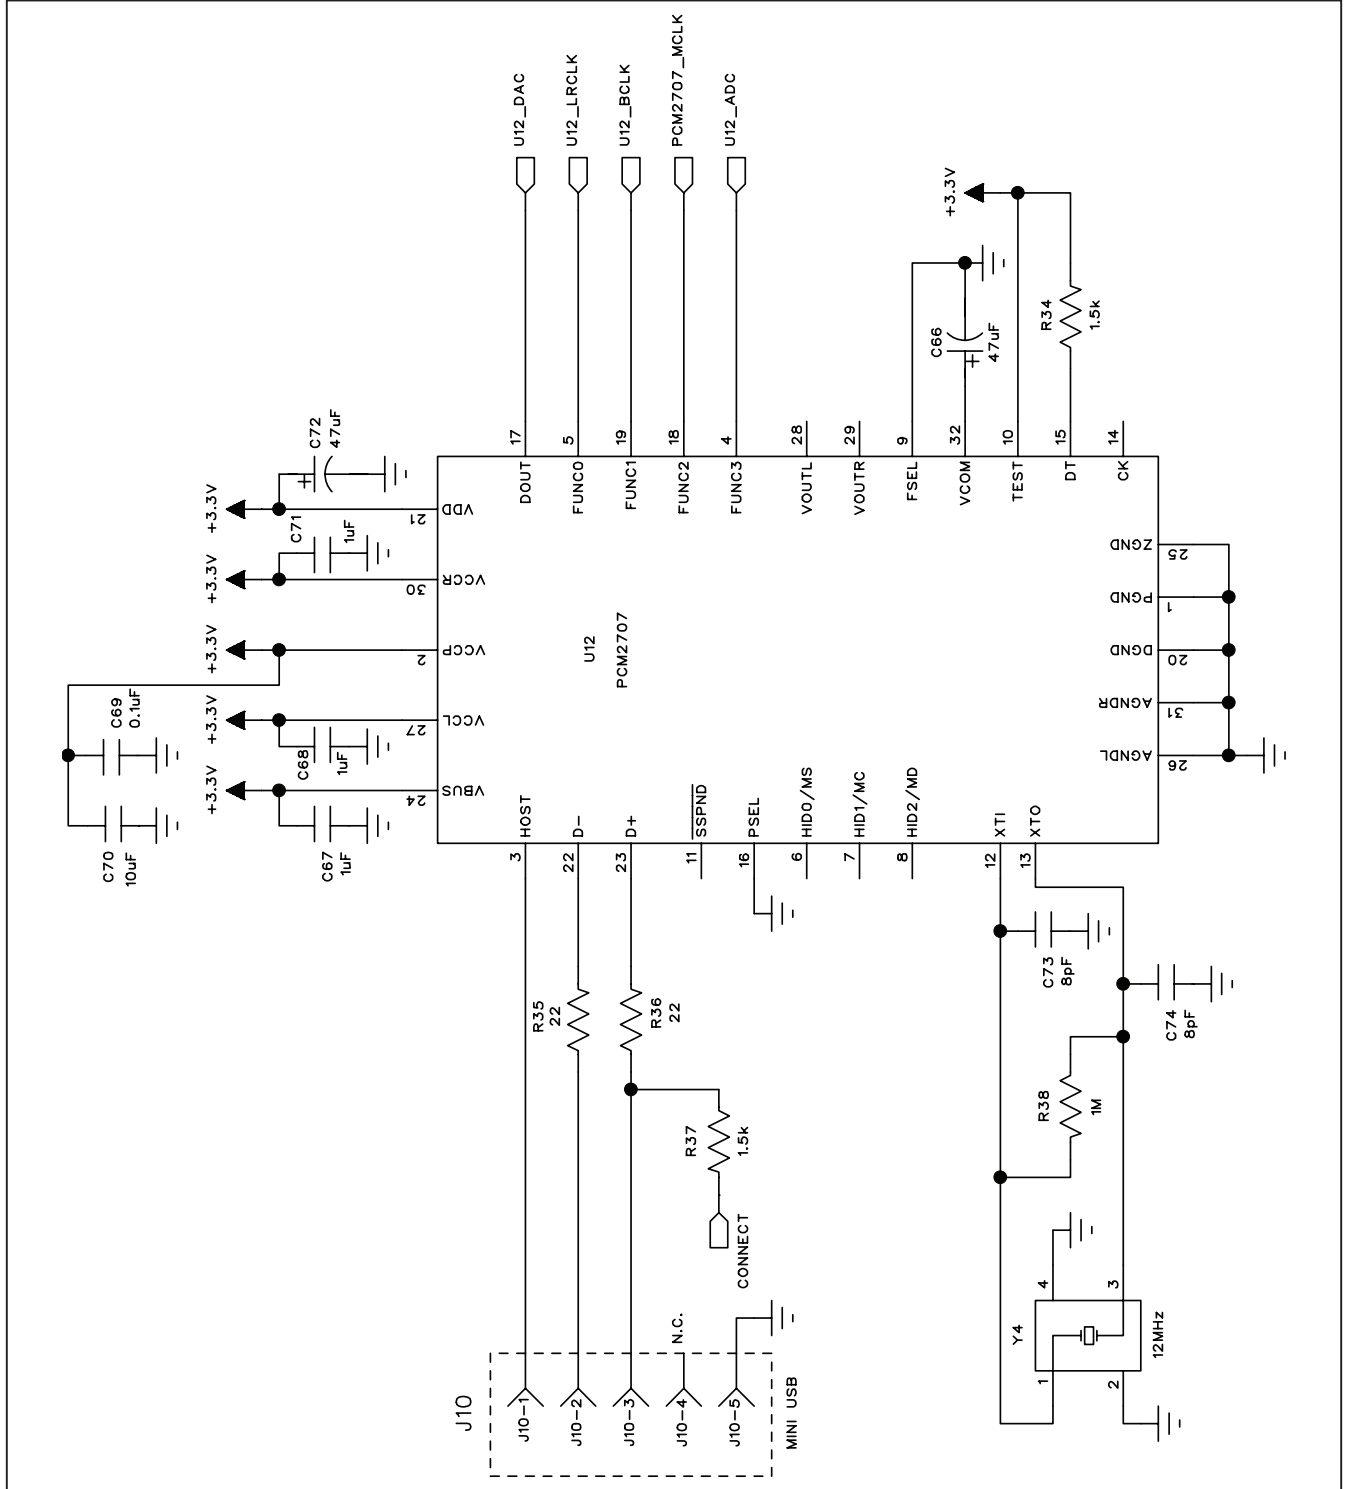 U12_DAC
U12_LRCLK
U12_BCLK
PCM2707_MCLK
U12_ADC
+3.3V
R34
1.5k
C66
47uF
+
C72
47uF
+
+3.3V
C71
1uF
+3.3V
+3.3V
C69
0.1uF
+3.3V
C68
1uF
+3.3V
C70
10uF
C67
1uF
17
5
19
18
4
28
29
9
32
10
15
14
DOUT
FUNC0
FUNC1
FUNC2
FUNC3
VOUTL
VOUTR
FSEL
VCOM
TEST
DT
CK
21
VDD
30
VCCR
2
VCCP
27
VCCL
24
VBUS
U12
PCM2707
ZGND
25
PGND
1
DGND
20
AGNDR
31
AGNDL
26
HOST
D-
D+
SSPND
PSEL
HID0/MS
HID1/MC
HID2/MD
XTI
XTO
3
22
23
11
16
6
7
8
12
13
R35
22
R36
22
R37
1.5k
CONNECT
C73
8pF
C74
8pF
R38
1M
Y4
4
3
1
2
12MHz
J10
J10-1
J10-2
J10-3
J10-4
J10-5
N.C.
MINI USB